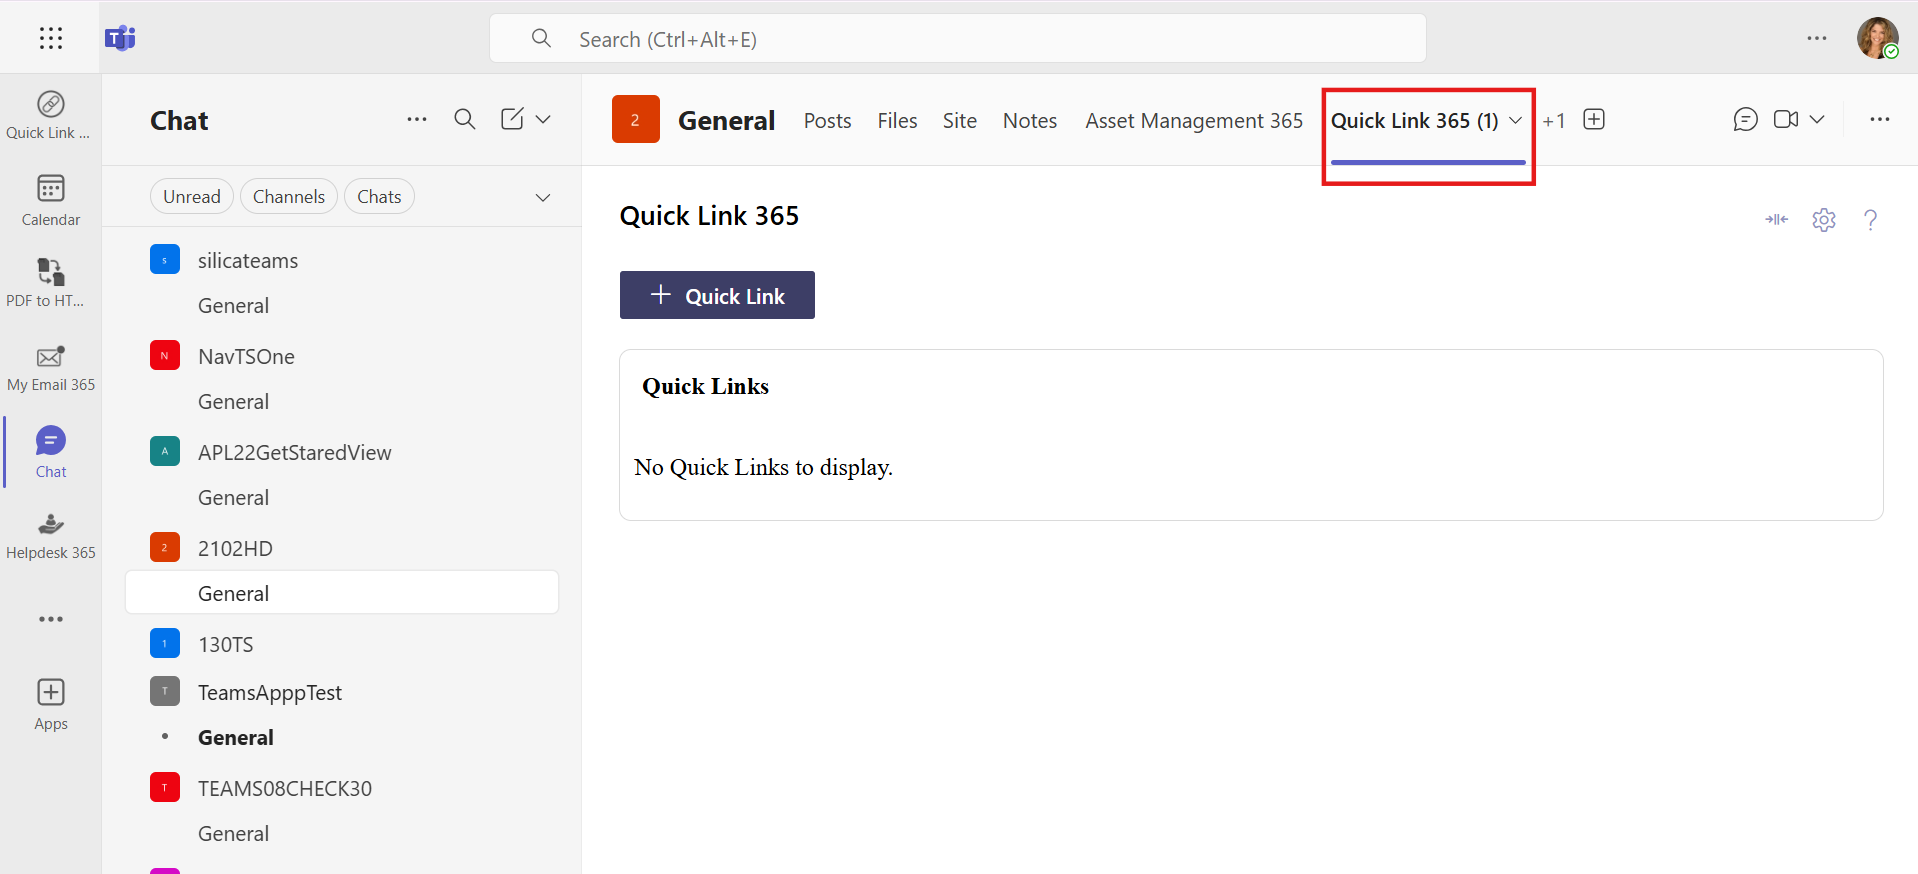 Search (Ctrl+Alt+E)
Quick Link ...
Calendar
PDF to HT...
My Email 365
Chat
Helpdesk 365
Apps
Chat
Unread Channels Chats
s silicateams
General
N NavTSOne
General
A APL22GetStaredView
General
2 2102HD
General
1 130TS
T TeamsApppTest
General
T TEAMS08CHECK30
General
2 General Posts Files Site Notes Asset Management 365 Quick Link 365 (1) +1
Quick Link 365
+ Quick Link
Quick Links
No Quick Links to display.